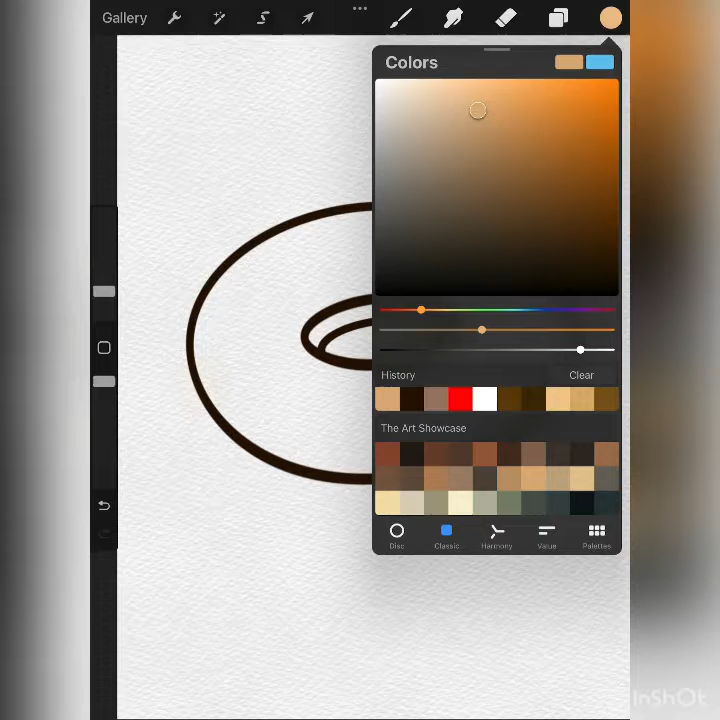 Gallery
Colors
History
Clear
The Art Showcase
Disc
Classic
Harmony
Value
Palettes
InShOt